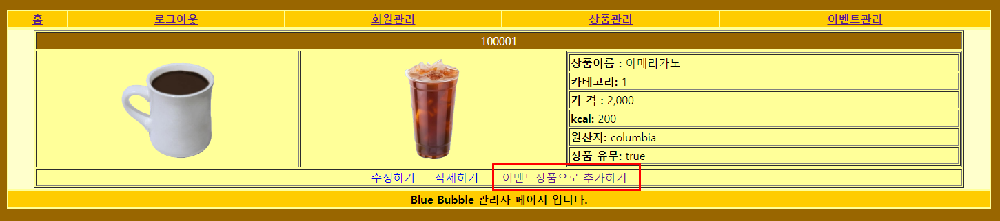 홈 로그아웃 회원관리 상품관리 이벤트관리
100001
상품이름 : 아메리카노
카테고리: 1
가 격 : 2,000
kcal: 200
원산지: columbia
상품 유무: true
수정하기 삭제하기 이벤트상품으로 추가하기
Blue Bubble 관리자 페이지 입니다.